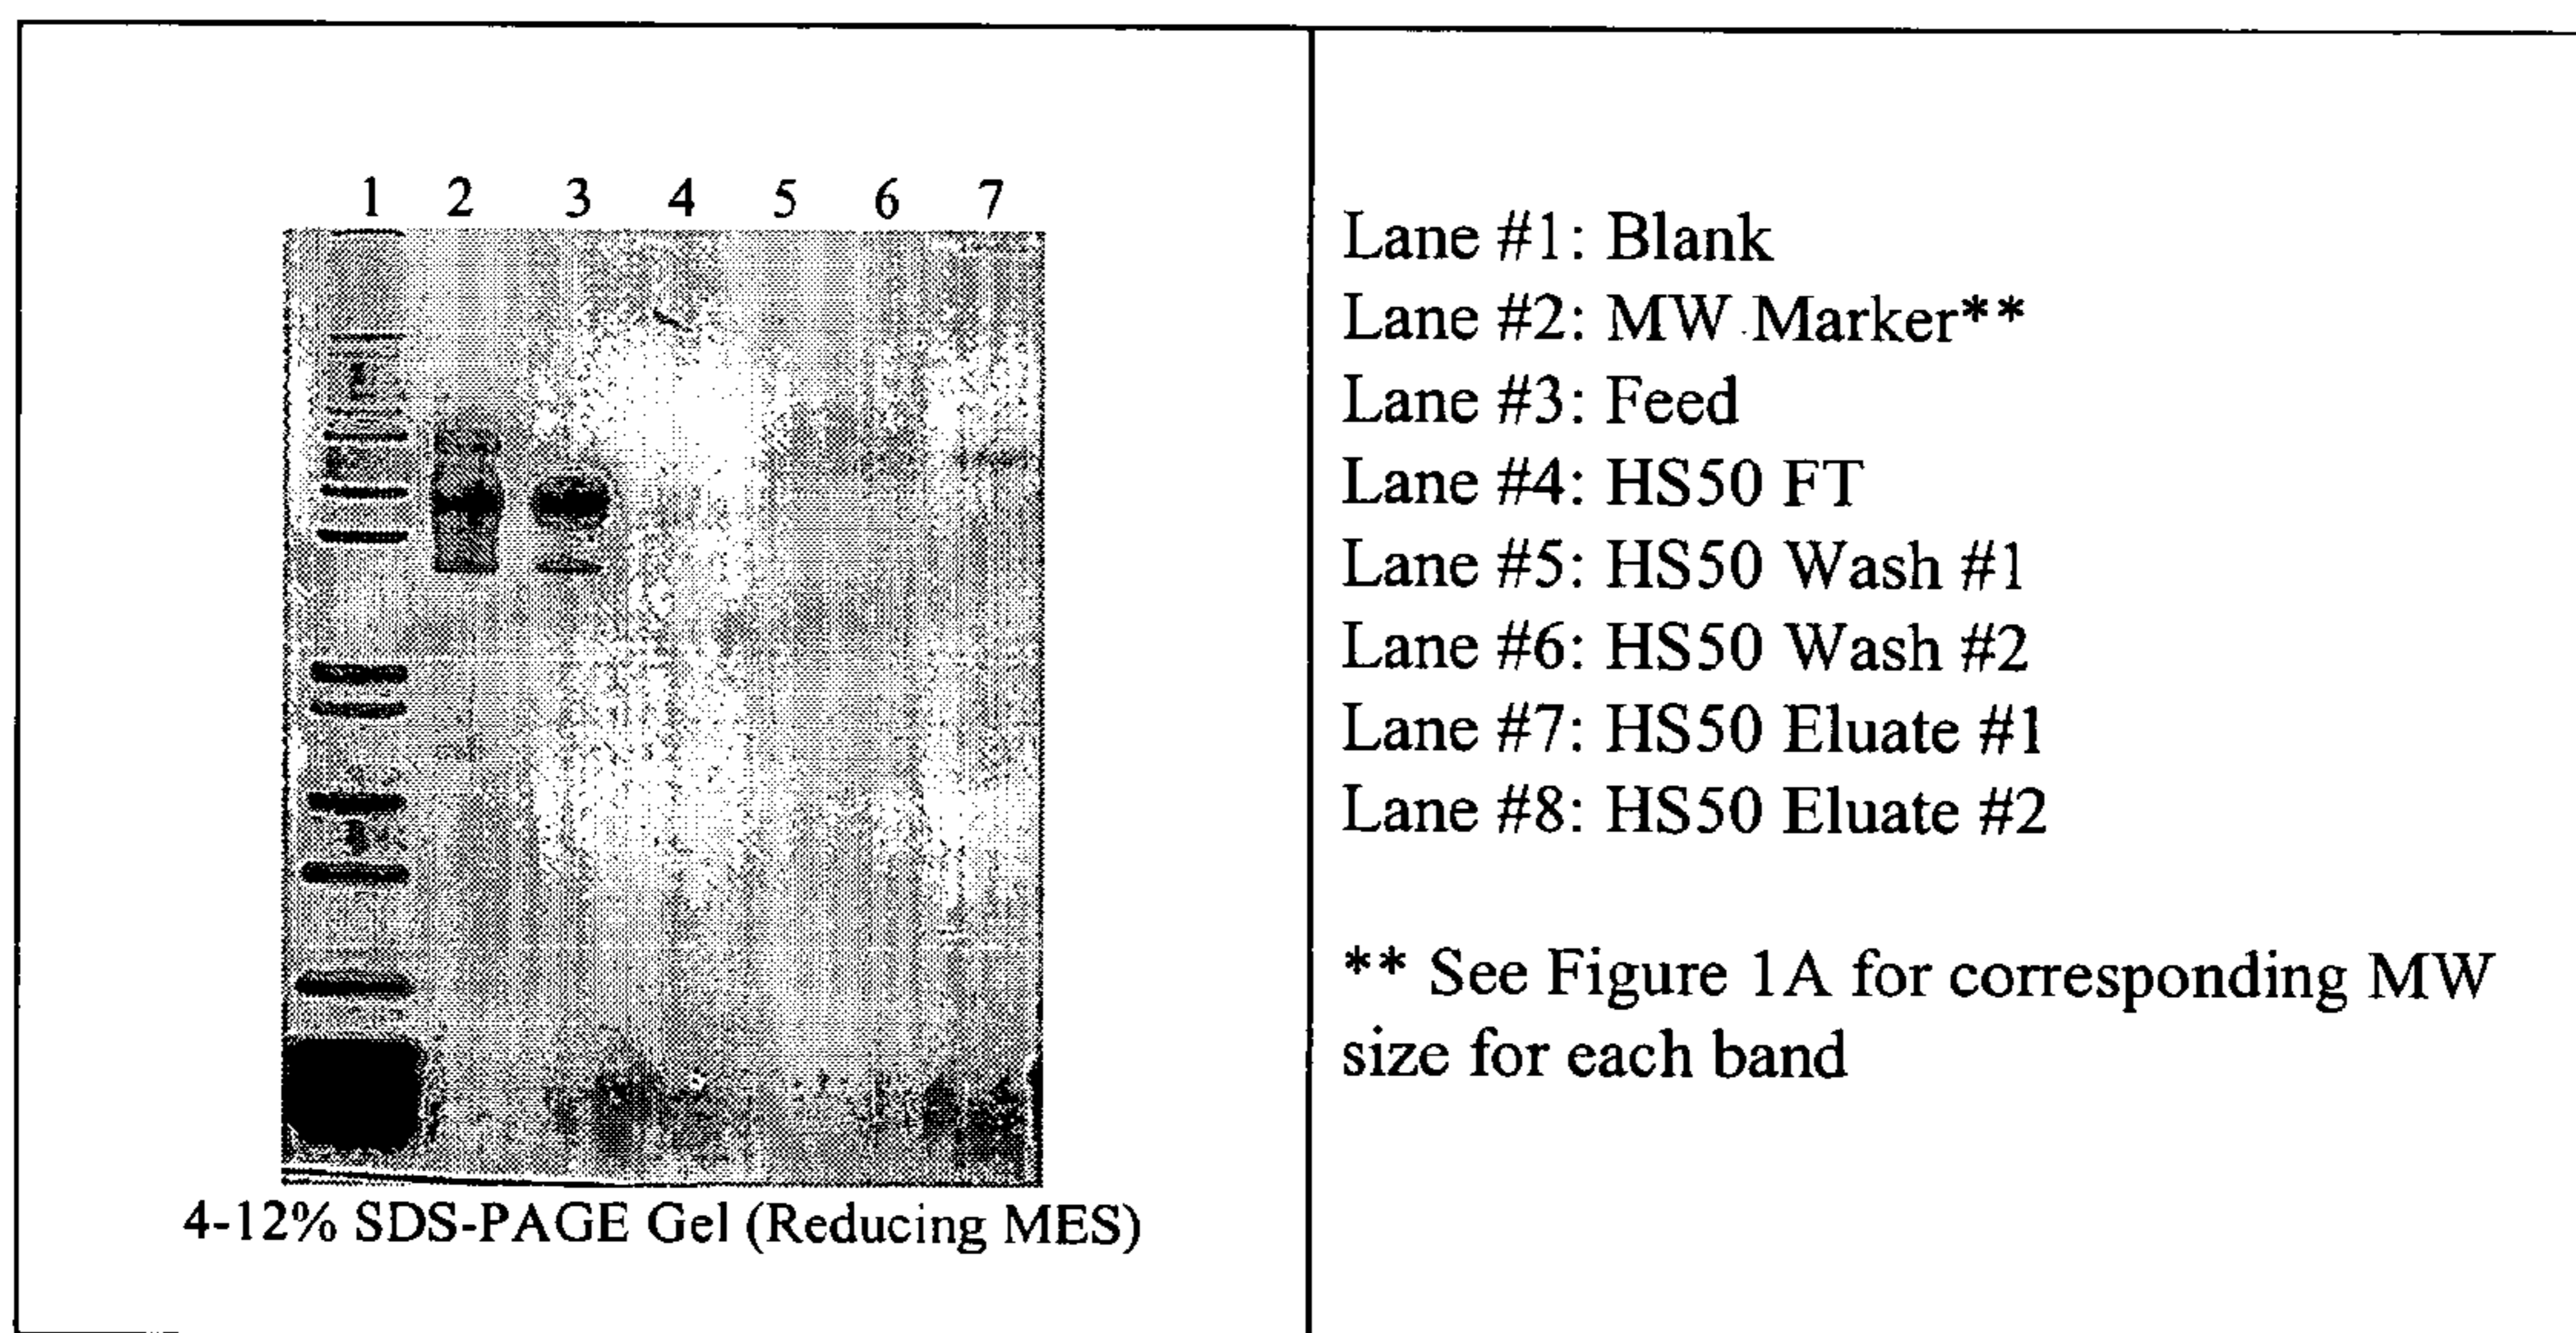 1 2 3 4 5 6 7
4-12% SDS-PAGE Gel (Reducing MES)
Lane #1: Blank
Lane #2: MW Marker**
Lane #3: Feed
Lane #4: HS50 FT
Lane #5: HS50 Wash #1
Lane #6: HS50 Wash #2
Lane #7: HS50 Eluate #1
Lane #8: HS50 Eluate #2
** See Figure 1A for corresponding MW
size for each band